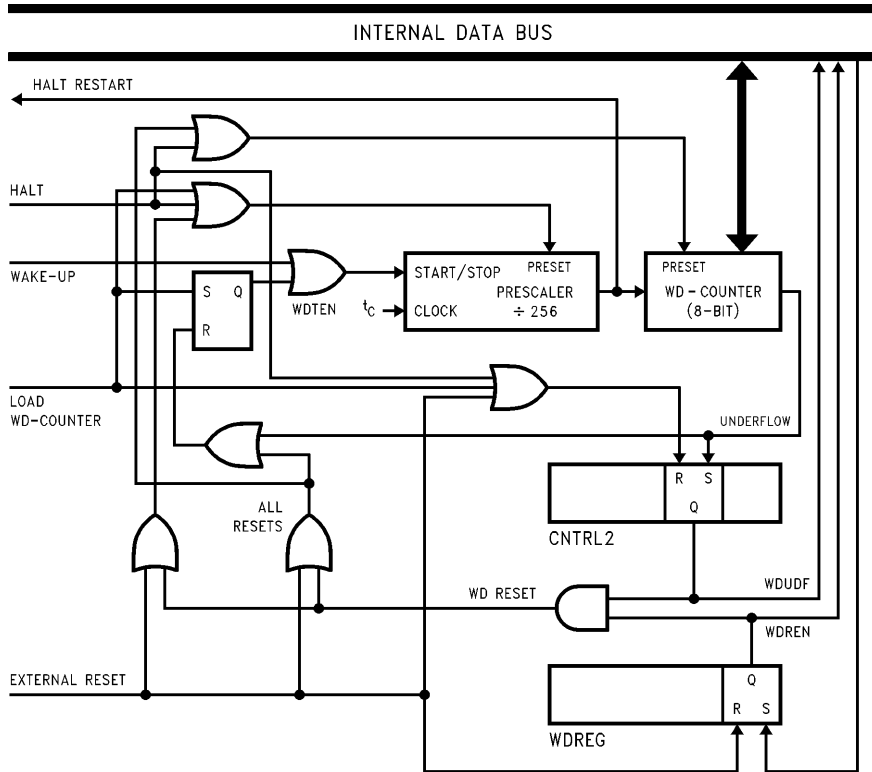 INTERNAL DATA BUS
HALT RESTART
HALT
WAKE-UP
S Q
R
WDTEN
START/STOP PRESET
PRESCALER
tC CLOCK ÷ 256
PRESET
WD-COUNTER
(8-BIT)
LOAD
WD-COUNTER
UNDERFLOW
R S
Q
CNTRL2
ALL
RESETS
WD RESET
WDUDF
WDREN
EXTERNAL RESET
Q
R S
WDREG